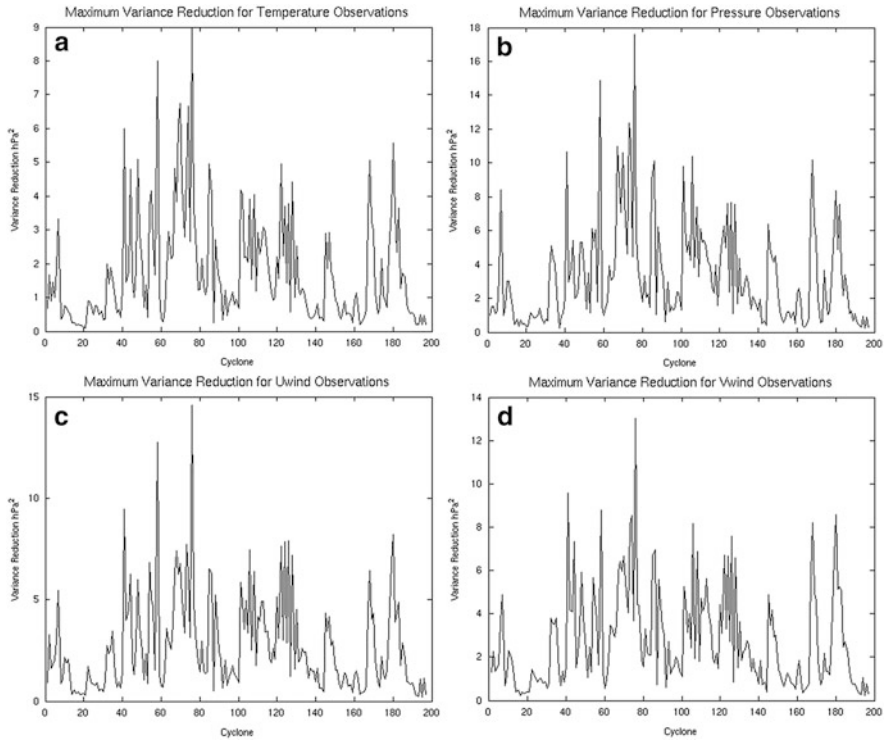 Maximum Variance Reduction for Temperature Observations
a
Variance Reduction hPa²
9
8
7
6
5
4
3
2
1
0
0 20 40 60 80 100 120 140 160 180 200
Cyclone
Maximum Variance Reduction for Pressure Observations
b
Variance Reduction hPa²
18
16
14
12
10
8
6
4
2
0
0 20 40 60 80 100 120 140 160 180 200
Cyclone
Maximum Variance Reduction for Uwind Observations
c
Variance Reduction hPa²
15
10
5
0
0 20 40 60 80 100 120 140 160 180 200
Cyclone
Maximum Variance Reduction for Vwind Observations
d
Variance Reduction hPa²
14
12
10
8
6
4
2
0
0 20 40 60 80 100 120 140 160 180 200
Cyclone